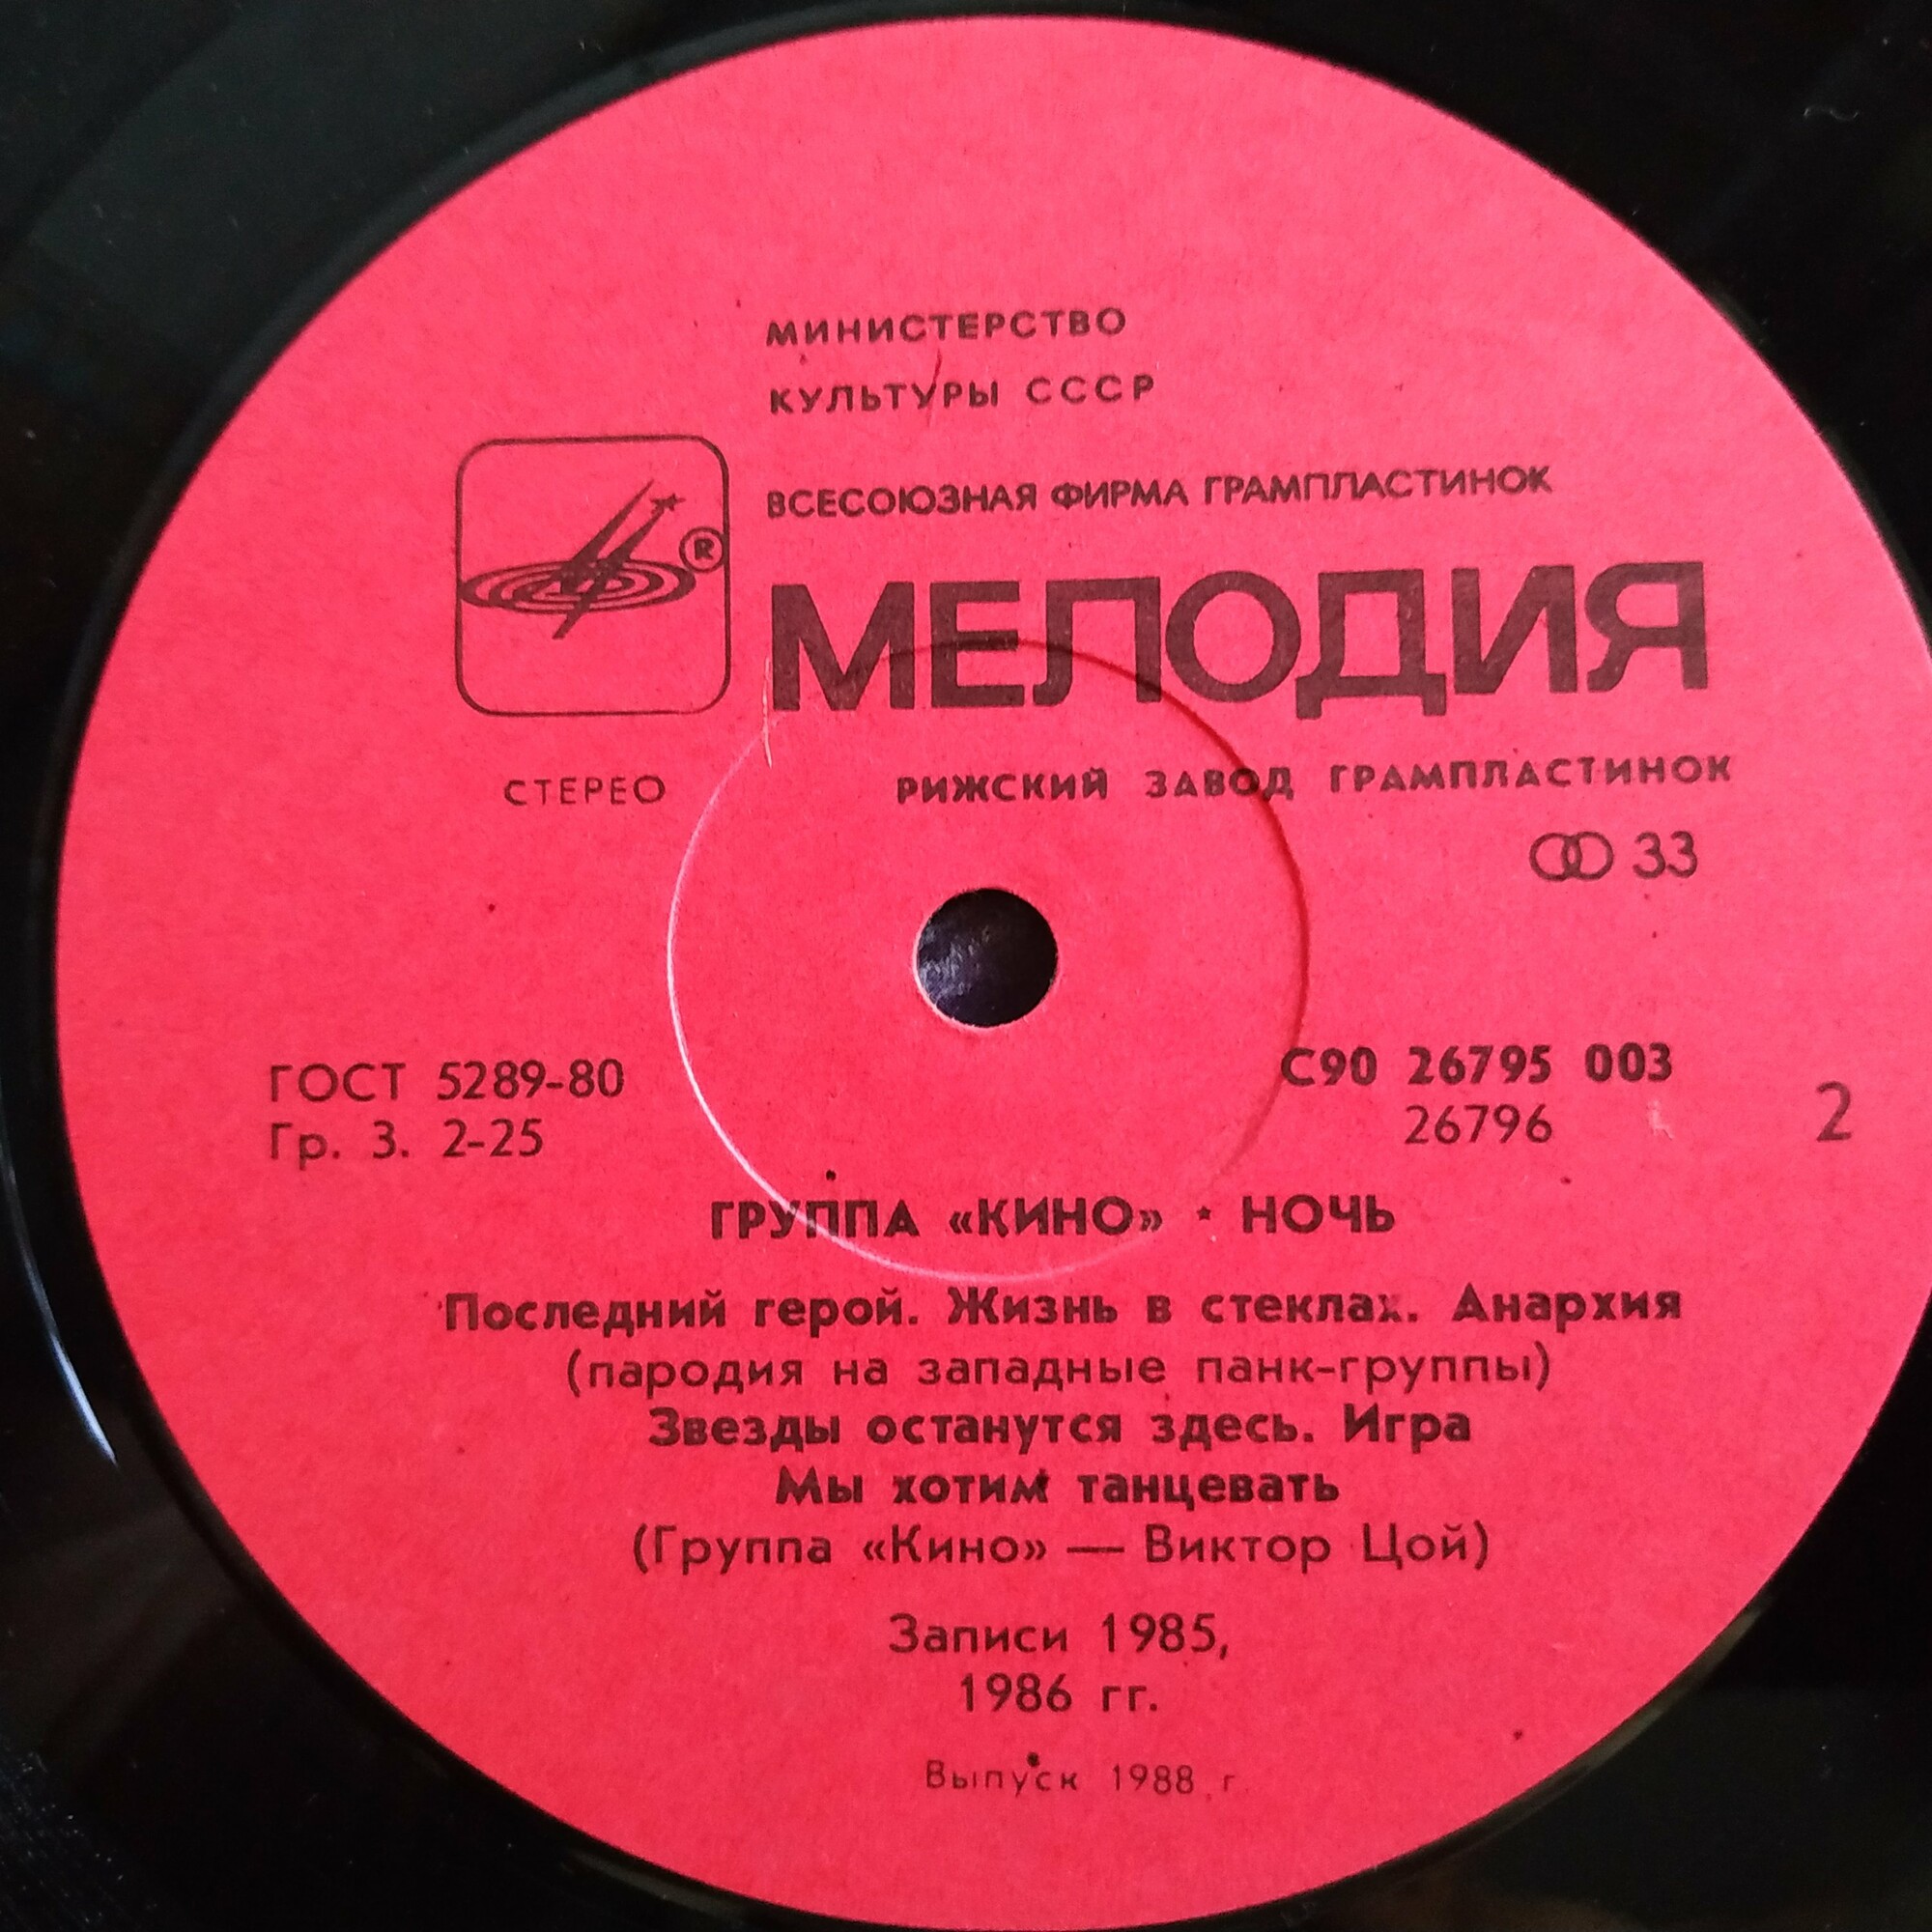 МИНИСТЕРСТВО
КУЛЬТУРЫ СССР
ВСЕСОЮЗНАЯ ФИРМА ГРАМПЛАСТИНОК
®
МЕЛОДИЯ
СТЕРЕО
РИЖСКИЙ ЗАВОД ГРАМПЛАСТИНОК
33
ГОСТ 5289-80
Гр. 3. 2-25
С90 26795 003
26796
2
ГРУППА «КИНО» * НОЧЬ
Последний герой. Жизнь в стеклах. Анархия
(пародия на западные панк-группы)
Звезды останутся здесь. Игра
Мы хотим танцевать
(Группа «Кино» — Виктор Цой)
Записи 1985,
1986 гг.
Выпуск 1988 г.